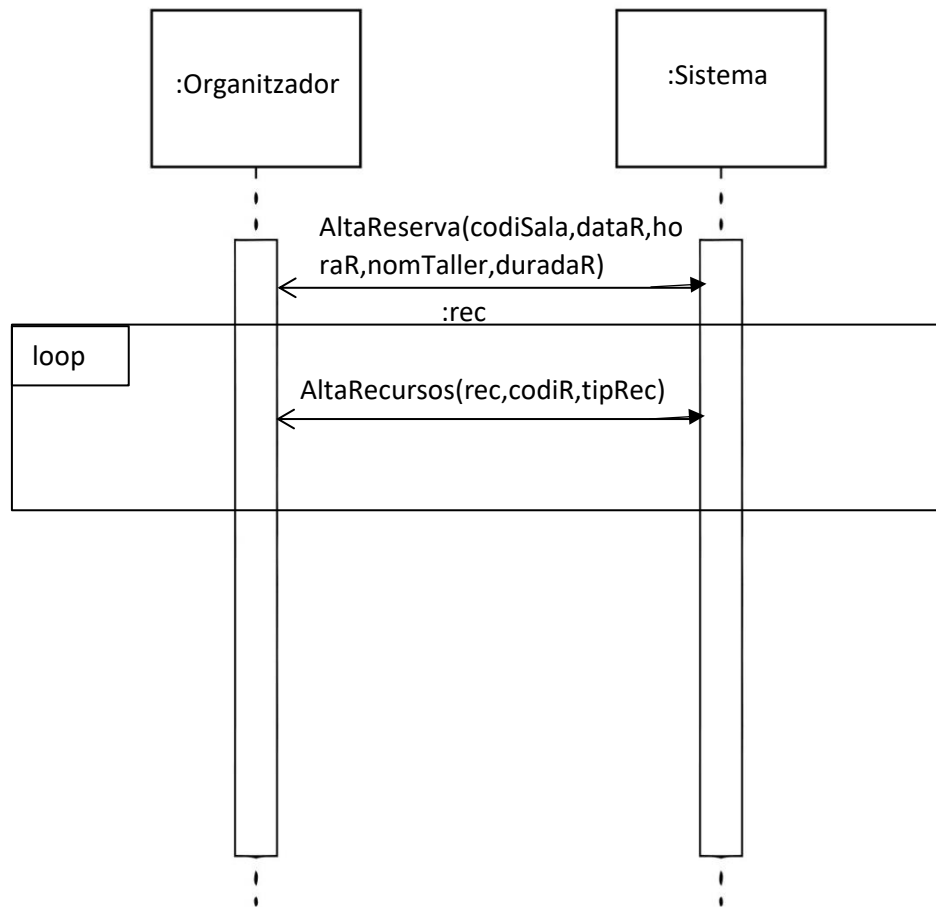 :Organitzador
:Sistema
AltaReserva(codiSala,dataR,ho
raR,nomTaller,duradaR)
:rec
loop
AltaRecursos(rec,codiR,tipRec)